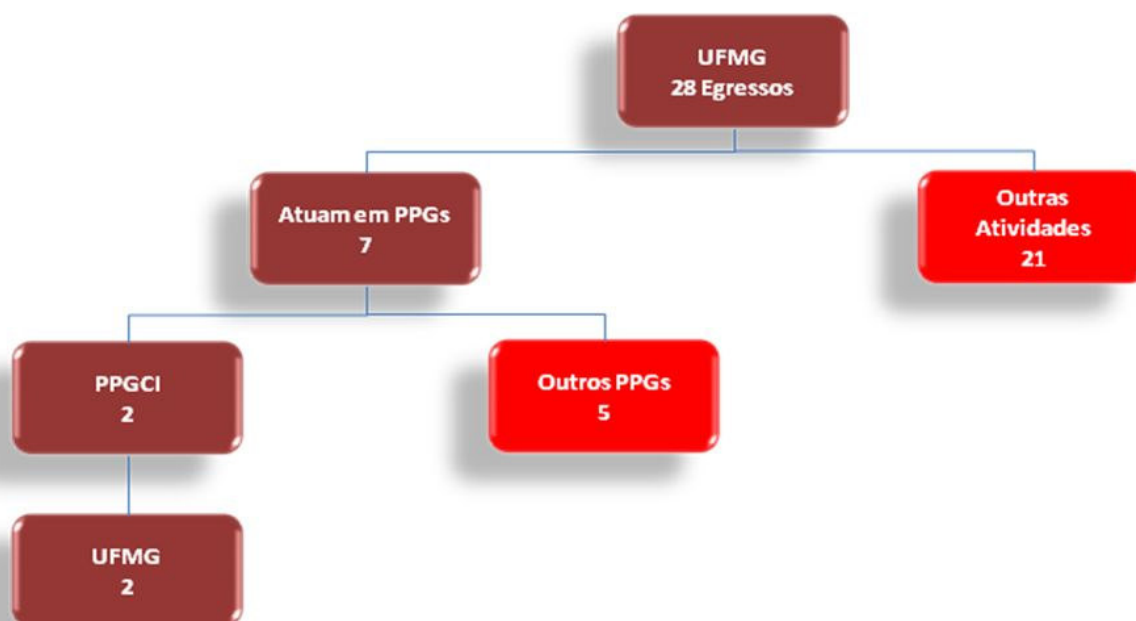 UFMG
28 Egressos
Atuam em PPGs
7
Outras
Atividades
21
PPGCI
2
Outros PPGs
5
UFMG
2